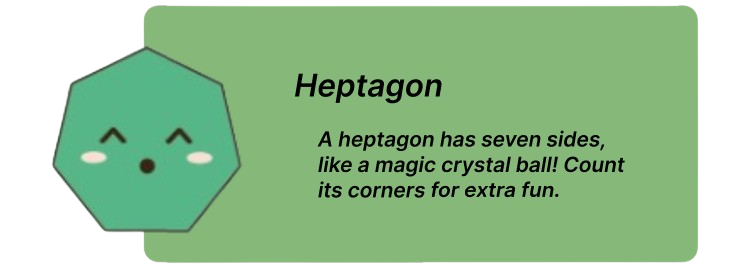 Heptagon
A heptagon has seven sides,
like a magic crystal ball! Count
its corners for extra fun.